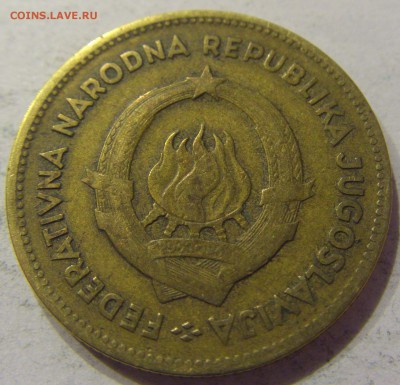 COINS.LAVE.RU
FEDERATIVNA NARODNA REPUBLIKA JUGOSLAVIJA